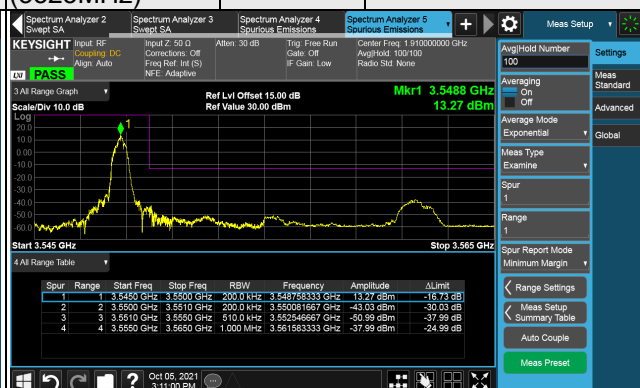 (3625MHz)
Spectrum Analyzer 2
Swept SA
Spectrum Analyzer 3
Swept SA
Spectrum Analyzer 4
Spurious Emissions
Spectrum Analyzer 5
Spurious Emissions
Meas Setup
KEYSIGHT
Input: RF
Coupling: DC
Align: Auto
Input Z: 50 Ω
Corrections: Off
Freq Ref: Int (S)
NFE: Adaptive
Atten: 30 dB
Trig: Free Run
Gate: Off
IF Gain: Low
Center Freq: 1.910000000 GHz
Avg|Hold: 100/100
Radio Std: None
LXI PASS
3 All Range Graph
Scale/Div 10.0 dB
Ref Lvl Offset 15.00 dB
Ref Value 30.00 dBm
Mkr1 3.5488 GHz
13.27 dBm
Log
20.0
10.0
0.00
-10.0
-20.0
-30.0
-40.0
-50.0
-60.0
1
Start 3.545 GHz
Stop 3.565 GHz
4 All Range Table
Spur Range Start Freq Stop Freq RBW Frequency Amplitude ΔLimit
1 1 3.5450 GHz 3.5500 GHz 200.0 kHz 3.548758333 GHz 13.27 dBm -16.73 dB
2 2 3.5500 GHz 3.5510 GHz 200.0 kHz 3.550081667 GHz -43.03 dBm -30.03 dB
3 3 3.5510 GHz 3.5550 GHz 510.0 kHz 3.552546667 GHz -50.99 dBm -37.99 dB
4 4 3.5550 GHz 3.5650 GHz 1.000 MHz 3.561583333 GHz -37.99 dBm -24.99 dB
Avg|Hold Number
100
Averaging
On
Off
Average Mode
Exponential
Meas Type
Examine
Spur
1
Range
1
Spur Report Mode
Minimum Margin
Range Settings
Meas Setup
Summary Table
Auto Couple
Meas Preset
Settings
Meas
Standard
Advanced
Global
?
Oct 05, 2021
3:11:00 PM